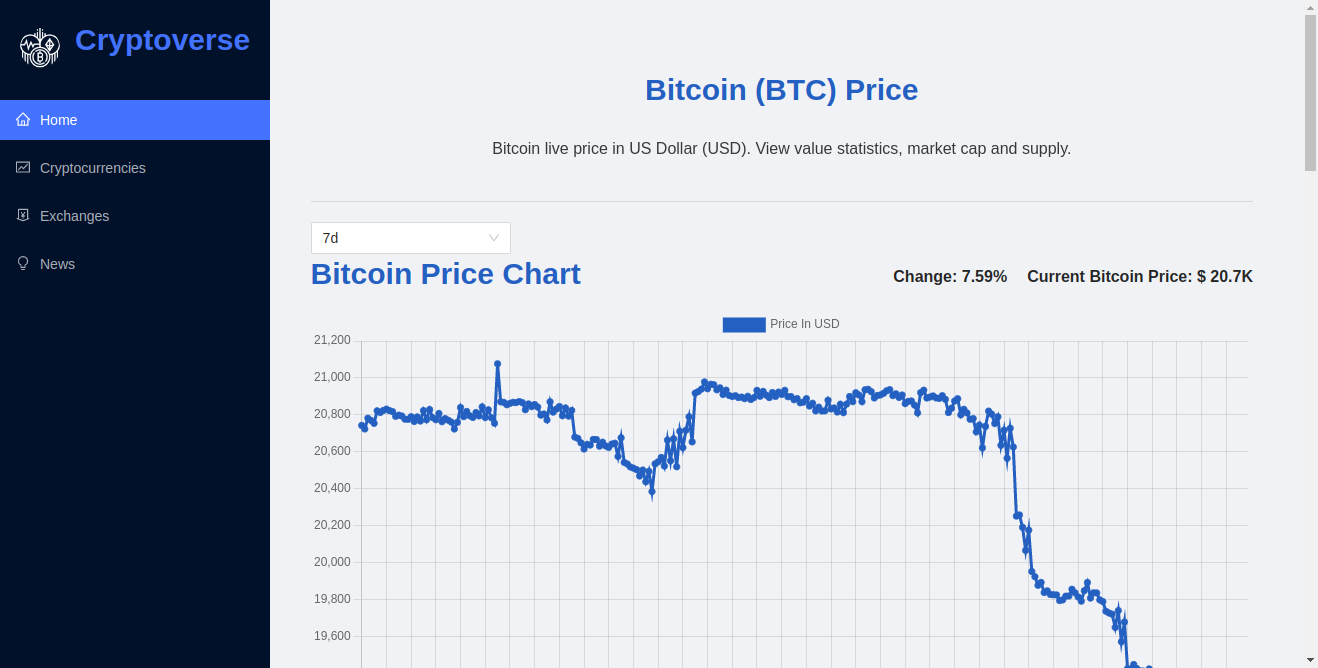 Cryptoverse
Home
Cryptocurrencies
Exchanges
News
Bitcoin (BTC) Price
Bitcoin live price in US Dollar (USD). View value statistics, market cap and supply.
7d
Bitcoin Price Chart
Change: 7.59% Current Bitcoin Price: $ 20.7K
Price In USD
21,200
21,000
20,800
20,600
20,400
20,200
20,000
19,800
19,600